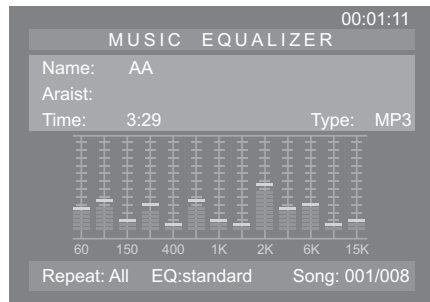 00:01:11
MUSIC EQUALIZER
Name: AA
Araist:
Time: 3:29 Type: MP3
60 150 400 1K 2K 6K 15K
Repeat: All EQ:standard Song: 001/008